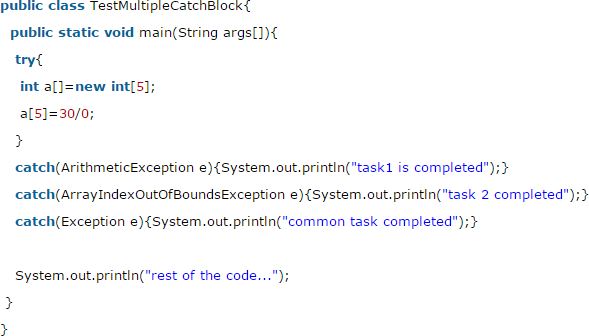 public class TestMultipleCatchBlock{
public static void main(String args[]){
try{
int a[]=new int[5];
a[5]=30/0;
}
catch(ArithmeticException e){System.out.println("task1 is completed");}
catch(ArrayIndexOutOfBoundsException e){System.out.println("task 2 completed");}
catch(Exception e){System.out.println("common task completed");}
System.out.println("rest of the code...");
}
}